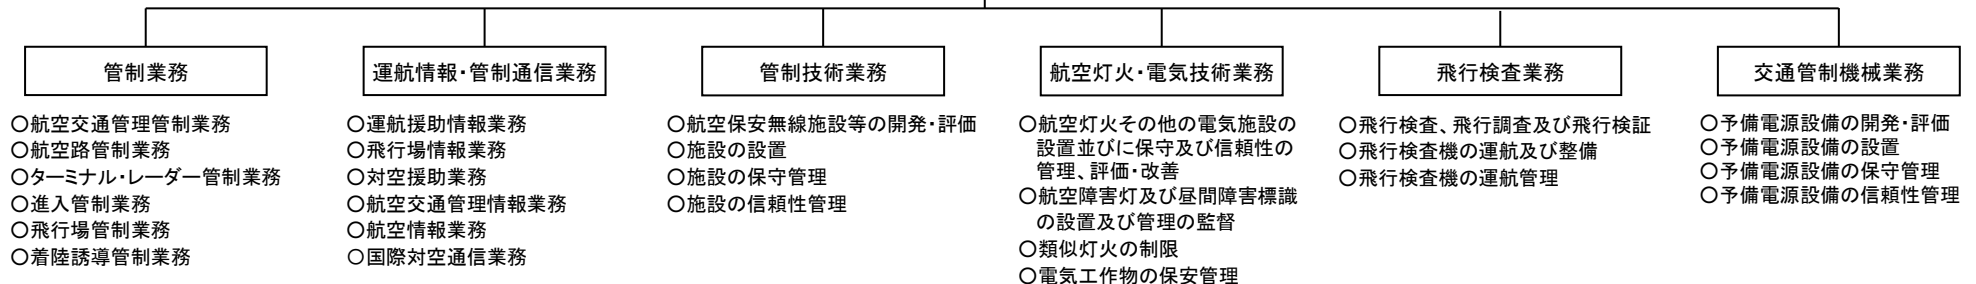 管制業務
○航空交通管理管制業務
○航空路管制業務
○ターミナル・レーダー管制業務
○進入管制業務
○飛行場管制業務
○着陸誘導管制業務
運航情報・管制通信業務
○運航援助情報業務
○飛行場情報業務
○対空援助業務
○航空交通管理情報業務
○航空情報業務
○国際対空通信業務
管制技術業務
○航空保安無線施設等の開発・評価
○施設の設置
○施設の保守管理
○施設の信頼性管理
航空灯火・電気技術業務
○航空灯火その他の電気施設の
設置並びに保守及び信頼性の
管理、評価・改善
○航空障害灯及び昼間障害標識
の設置及び管理の監督
○類似灯火の制限
○電気工作物の保安管理
飛行検査業務
○飛行検査、飛行調査及び飛行検証
○飛行検査機の運航及び整備
○飛行検査機の運航管理
交通管制機械業務
○予備電源設備の開発・評価
○予備電源設備の設置
○予備電源設備の保守管理
○予備電源設備の信頼性管理